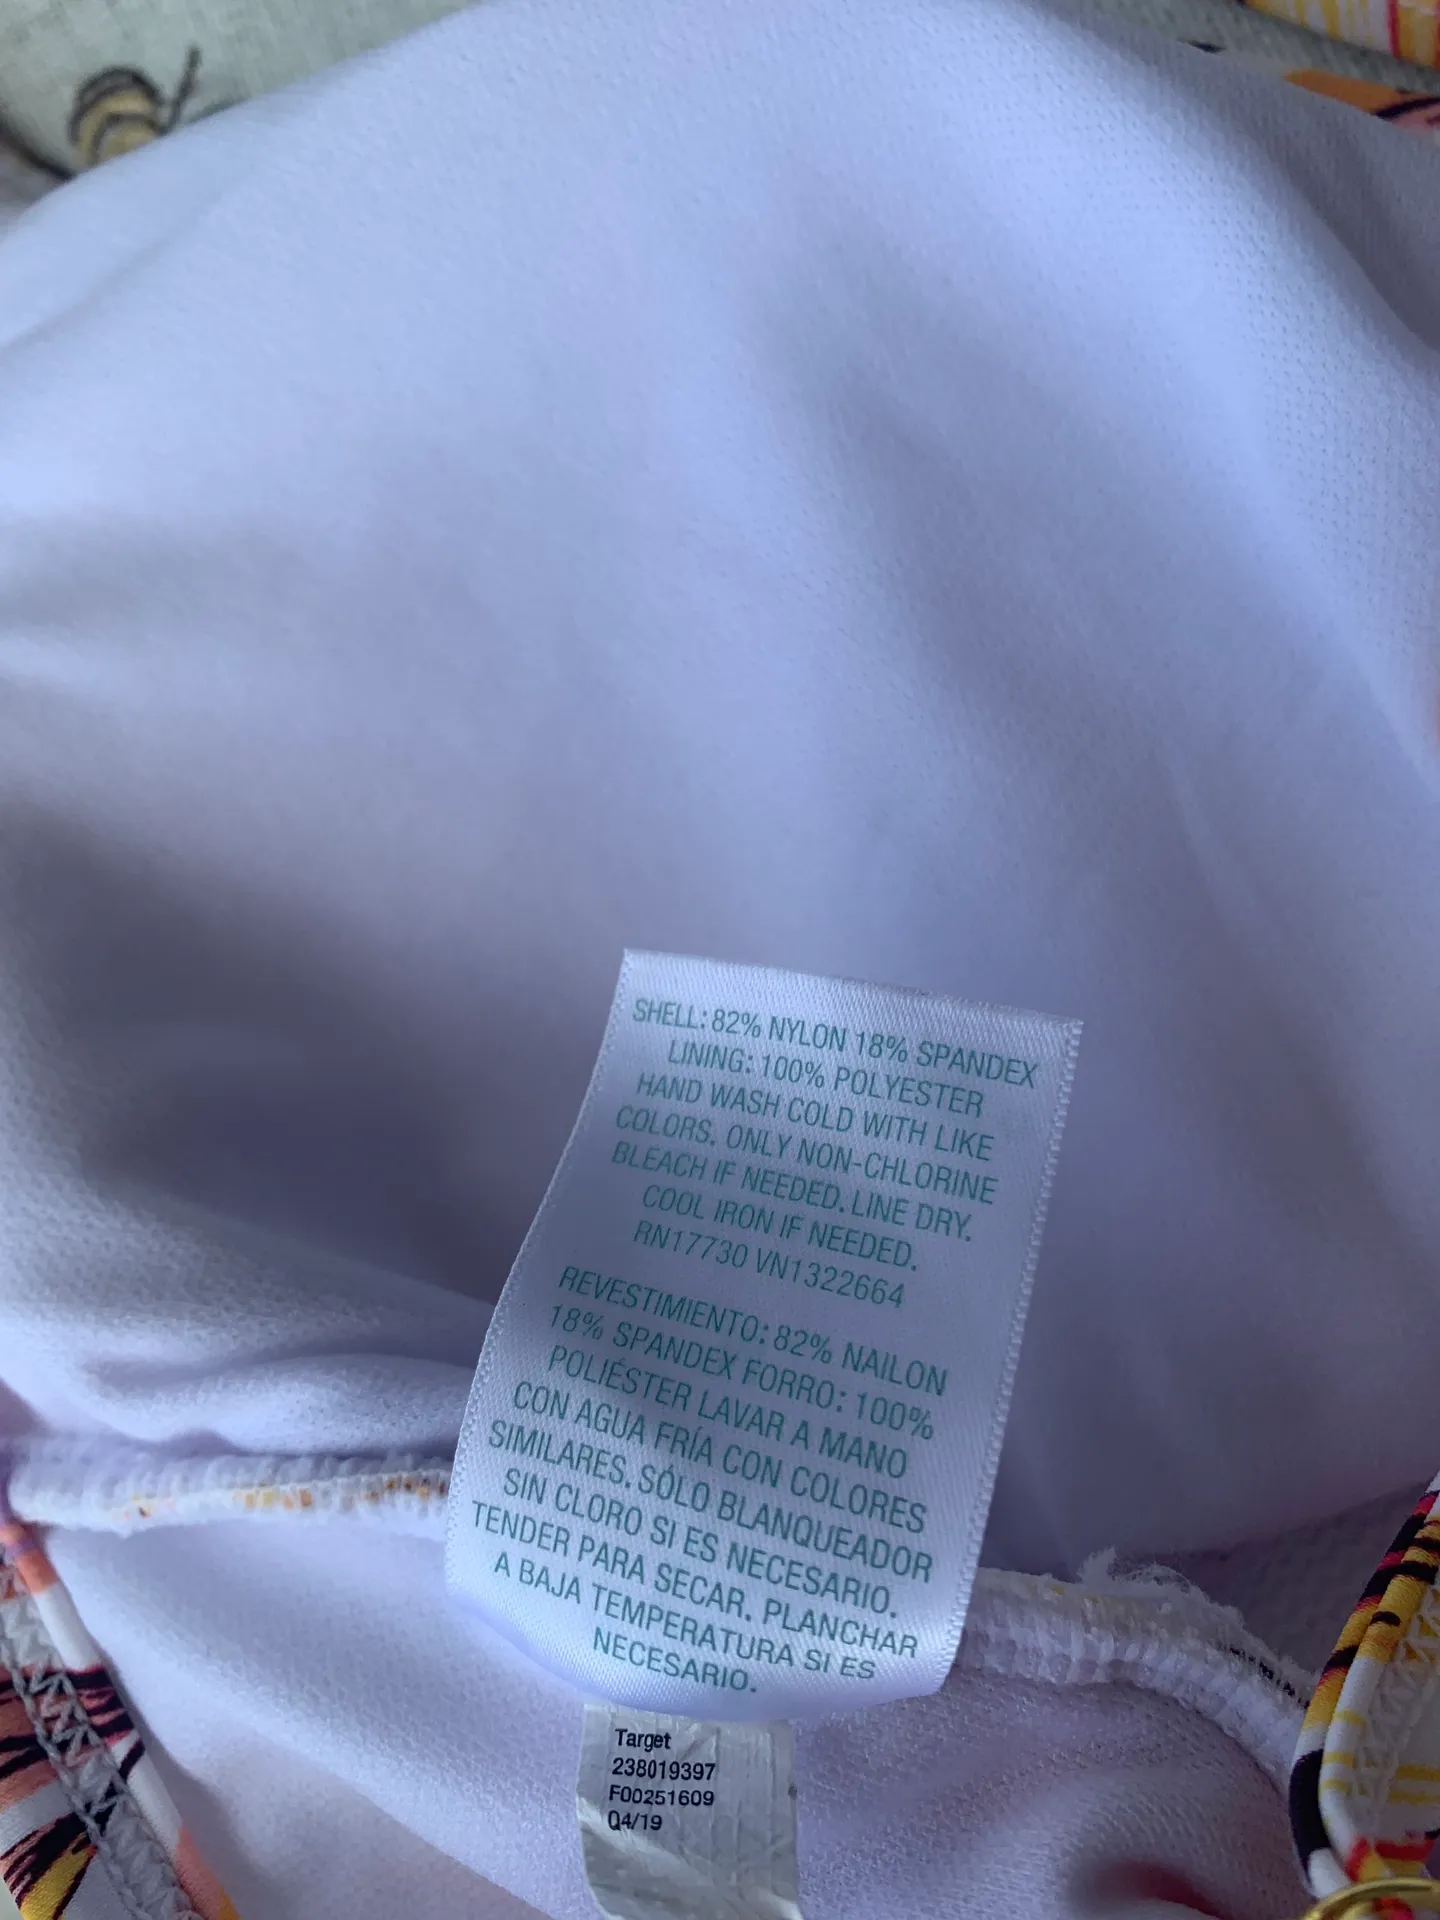 SHELL: 82% NYLON 18% SPANDEX
LINING: 100% POLYESTER
HAND WASH COLD WITH LIKE
COLORS. ONLY NON-CHLORINE
BLEACH IF NEEDED. LINE DRY.
COOL IRON IF NEEDED.
RN17730 VN1322664
REVESTIMIENTO: 82% NAILON
18% SPANDEX FORRO: 100%
POLIÉSTER LAVAR A MANO
CON AGUA FRÍA CON COLORES
SIMILARES. SÓLO BLANQUEADOR
SIN CLORO SI ES NECESARIO.
TENDER PARA SECAR. PLANCHAR
A BAJA TEMPERATURA SI ES
NECESARIO.
Target
238019397
F00251609
Q4/19